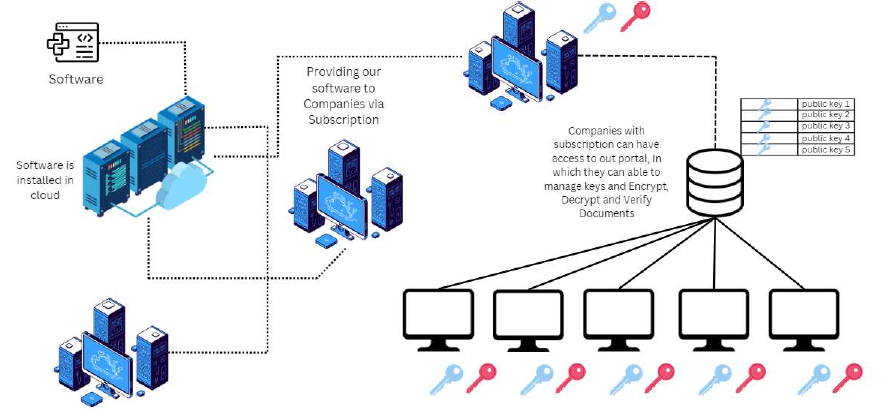 Software
Providing our
software to
Companies via
Subscription
Software is
installed in
cloud
Companies with
subscription can have
access to out portal, in
which they can able to
manage keys and Encrypt,
Decrypt and Verify
Documents
public key 1
public key 2
public key 3
public key 4
public key 5